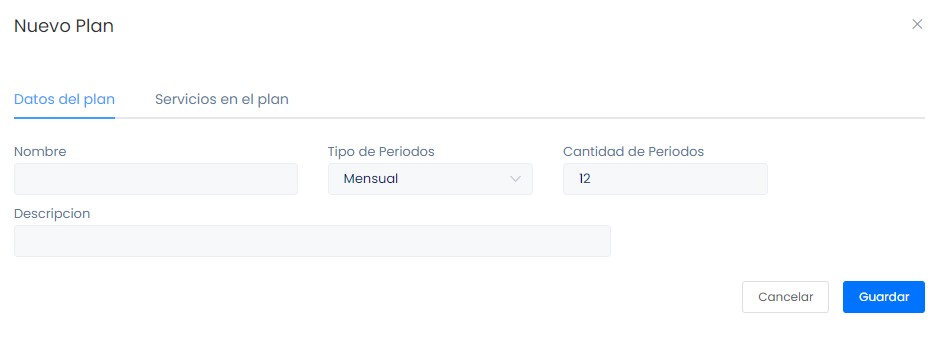 Nuevo Plan
Datos del plan Servicios en el plan
Nombre Tipo de Periodos Cantidad de Periodos
Mensual 12
Descripcion
Cancelar Guardar